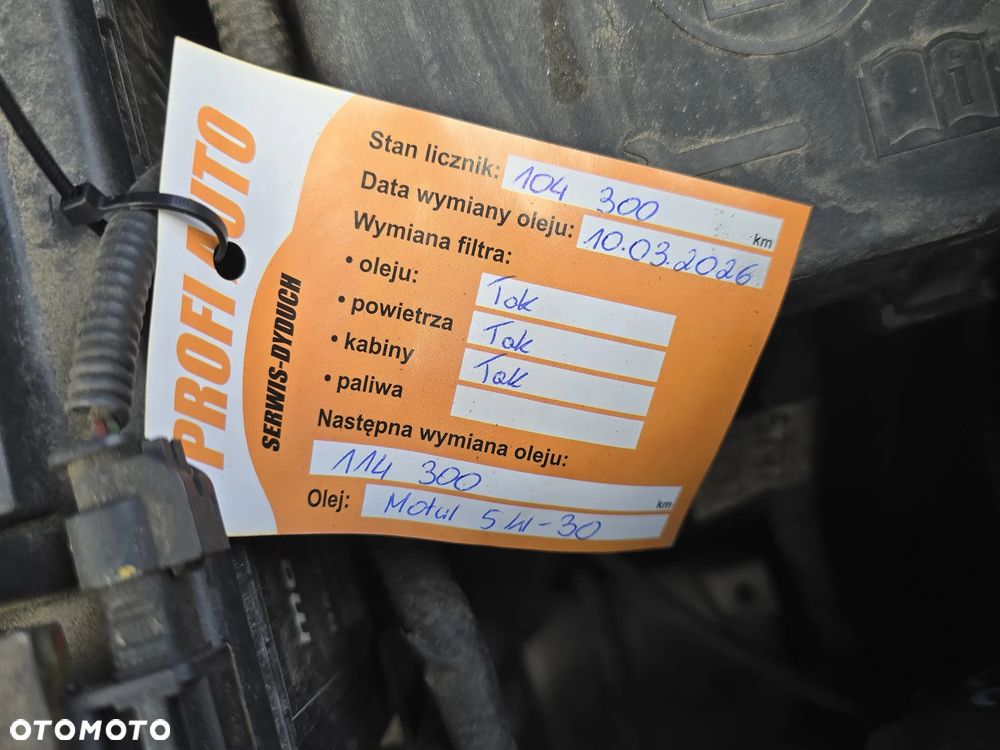 PROFI AUTO
SERWIS-DYDUCH
Stan licznik: 104 300 km
Data wymiany oleju: 10.03.2026
Wymiana filtra:
• oleju: Tak
• powietrza Tak
• kabiny Tak
• paliwa
Następna wymiana oleju:
114 300 km
Olej: Motul 5W-30
OTOMOTO